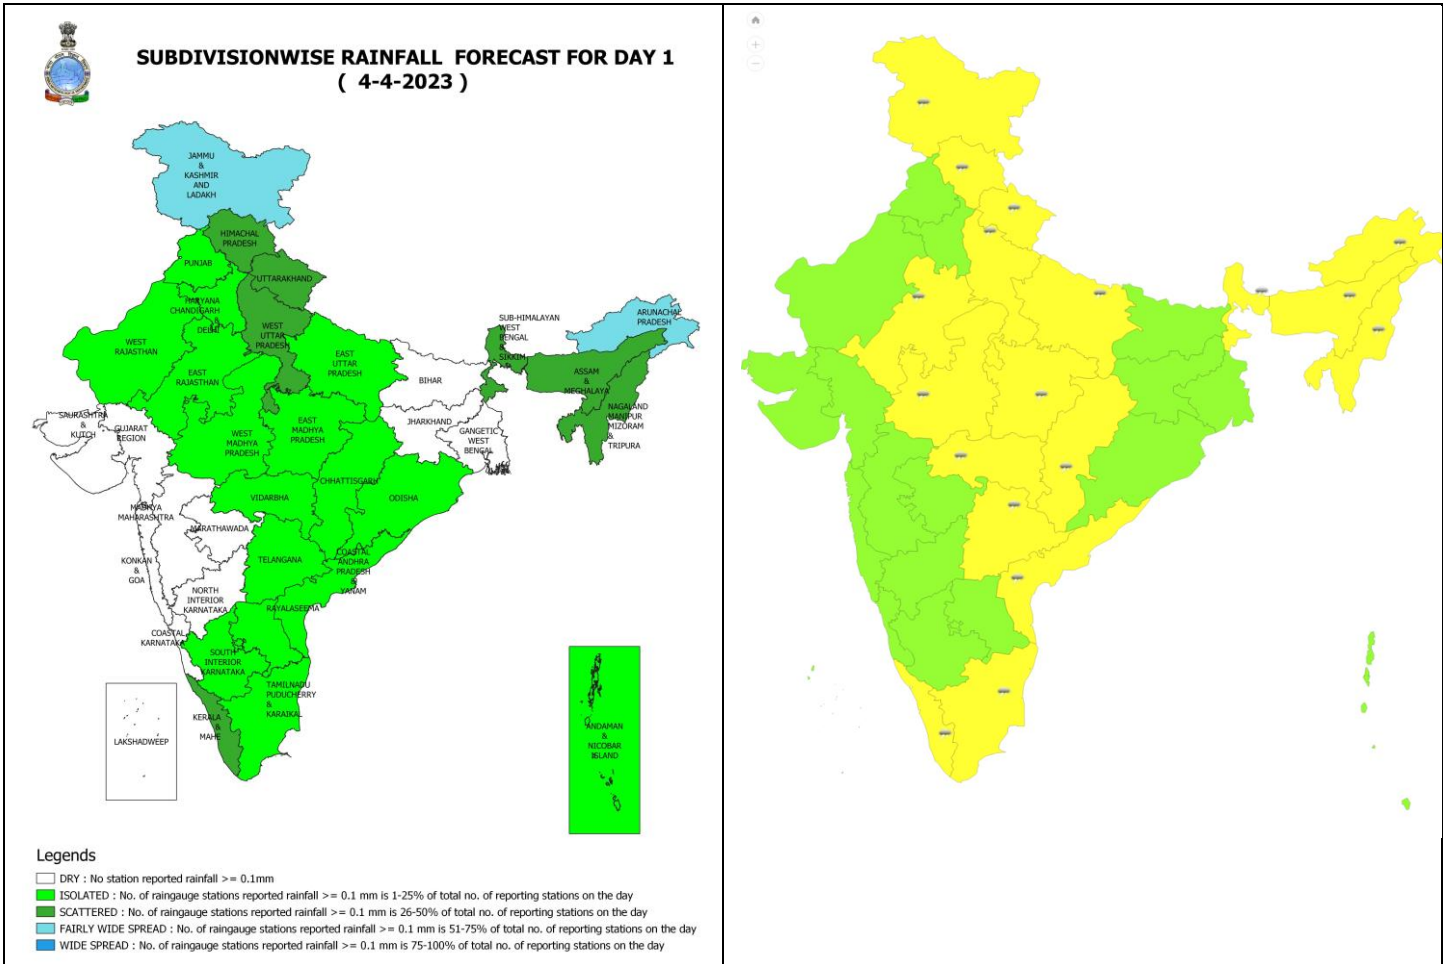 SUBDIVISIONWISE RAINFALL FORECAST FOR DAY 1
( 4-4-2023 )
JAMMU
&
KASHMIR
AND
LADAKH
HIMACHAL
PRADESH
PUNJAB
UTTARAKHAND
HARYANA
CHANDIGARH
&
DELHI
WEST
UTTAR
PRADESH
WEST
RAJASTHAN
EAST
RAJASTHAN
EAST
UTTAR
PRADESH
SUB-HIMALAYAN
WEST
BENGAL
&
SIKKIM
ARUNACHAL
PRADESH
ASSAM
&
MEGHALAYA
NAGALAND
MANIPUR
MIZORAM
&
TRIPURA
BIHAR
JHARKHAND
GANGETIC
WEST
BENGAL
SAURASHTRA
&
KUTCH
GUJARAT
REGION
WEST
MADHYA
PRADESH
EAST
MADHYA
PRADESH
CHHATTISGARH
ODISHA
VIDARBHA
MADHYA
MAHARASHTRA
MARATHAWADA
KONKAN
&
GOA
TELANGANA
COASTAL
ANDHRA
PRADESH
&
YANAM
NORTH
INTERIOR
KARNATAKA
RAYALASEEMA
COASTAL
KARNATAKA
SOUTH
INTERIOR
KARNATAKA
TAMILNADU
PUDUCHERRY
&
KARAIKAL
KERALA
&
MAHE
LAKSHADWEEP
ANDAMAN
&
NICOBAR
ISLAND
Legends
DRY : No station reported rainfall >= 0.1mm
ISOLATED : No. of raingauge stations reported rainfall >= 0.1 mm is 1-25% of total no. of reporting stations on the day
SCATTERED : No. of raingauge stations reported rainfall >= 0.1 mm is 26-50% of total no. of reporting stations on the day
FAIRLY WIDE SPREAD : No. of raingauge stations reported rainfall >= 0.1 mm is 51-75% of total no. of reporting stations on the day
WIDE SPREAD : No. of raingauge stations reported rainfall >= 0.1 mm is 75-100% of total no. of reporting stations on the day